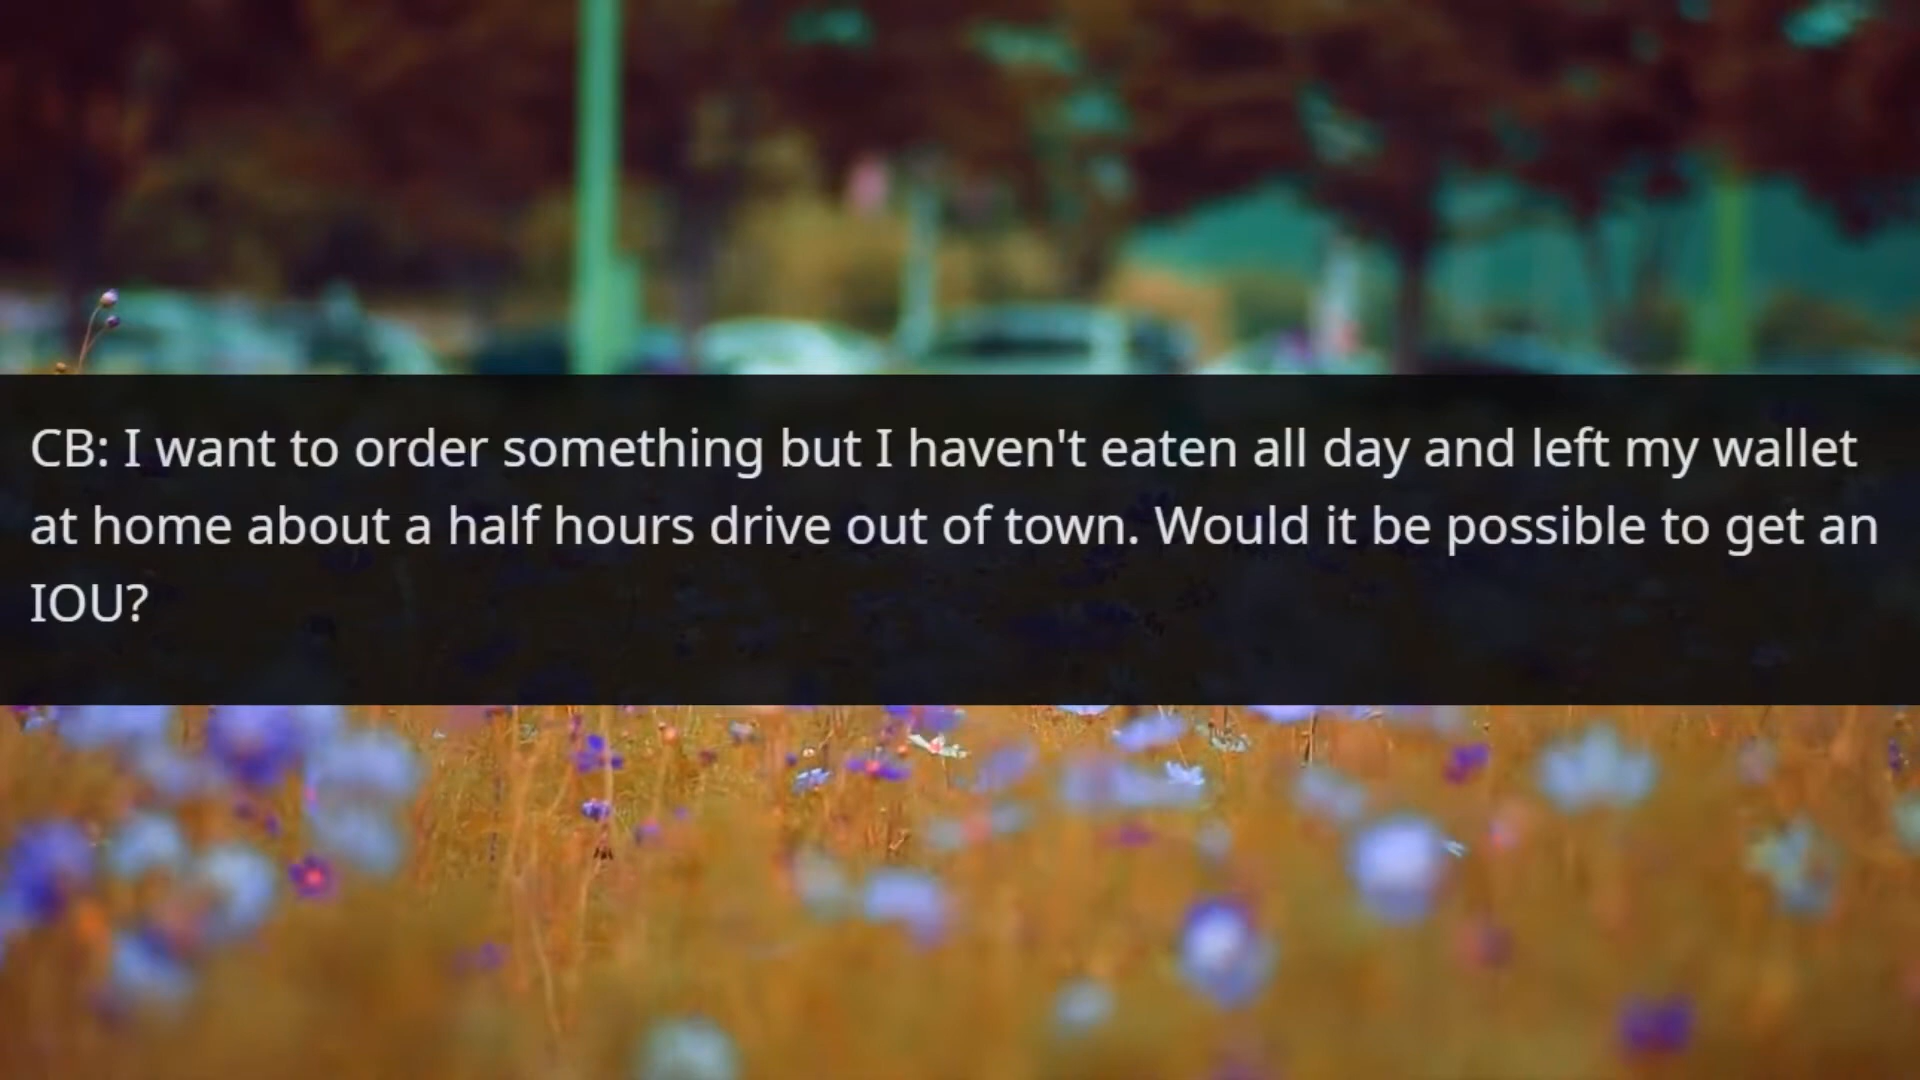 CB: I want to order something but I haven't eaten all day and left my wallet
at home about a half hours drive out of town. Would it be possible to get an
IOU?